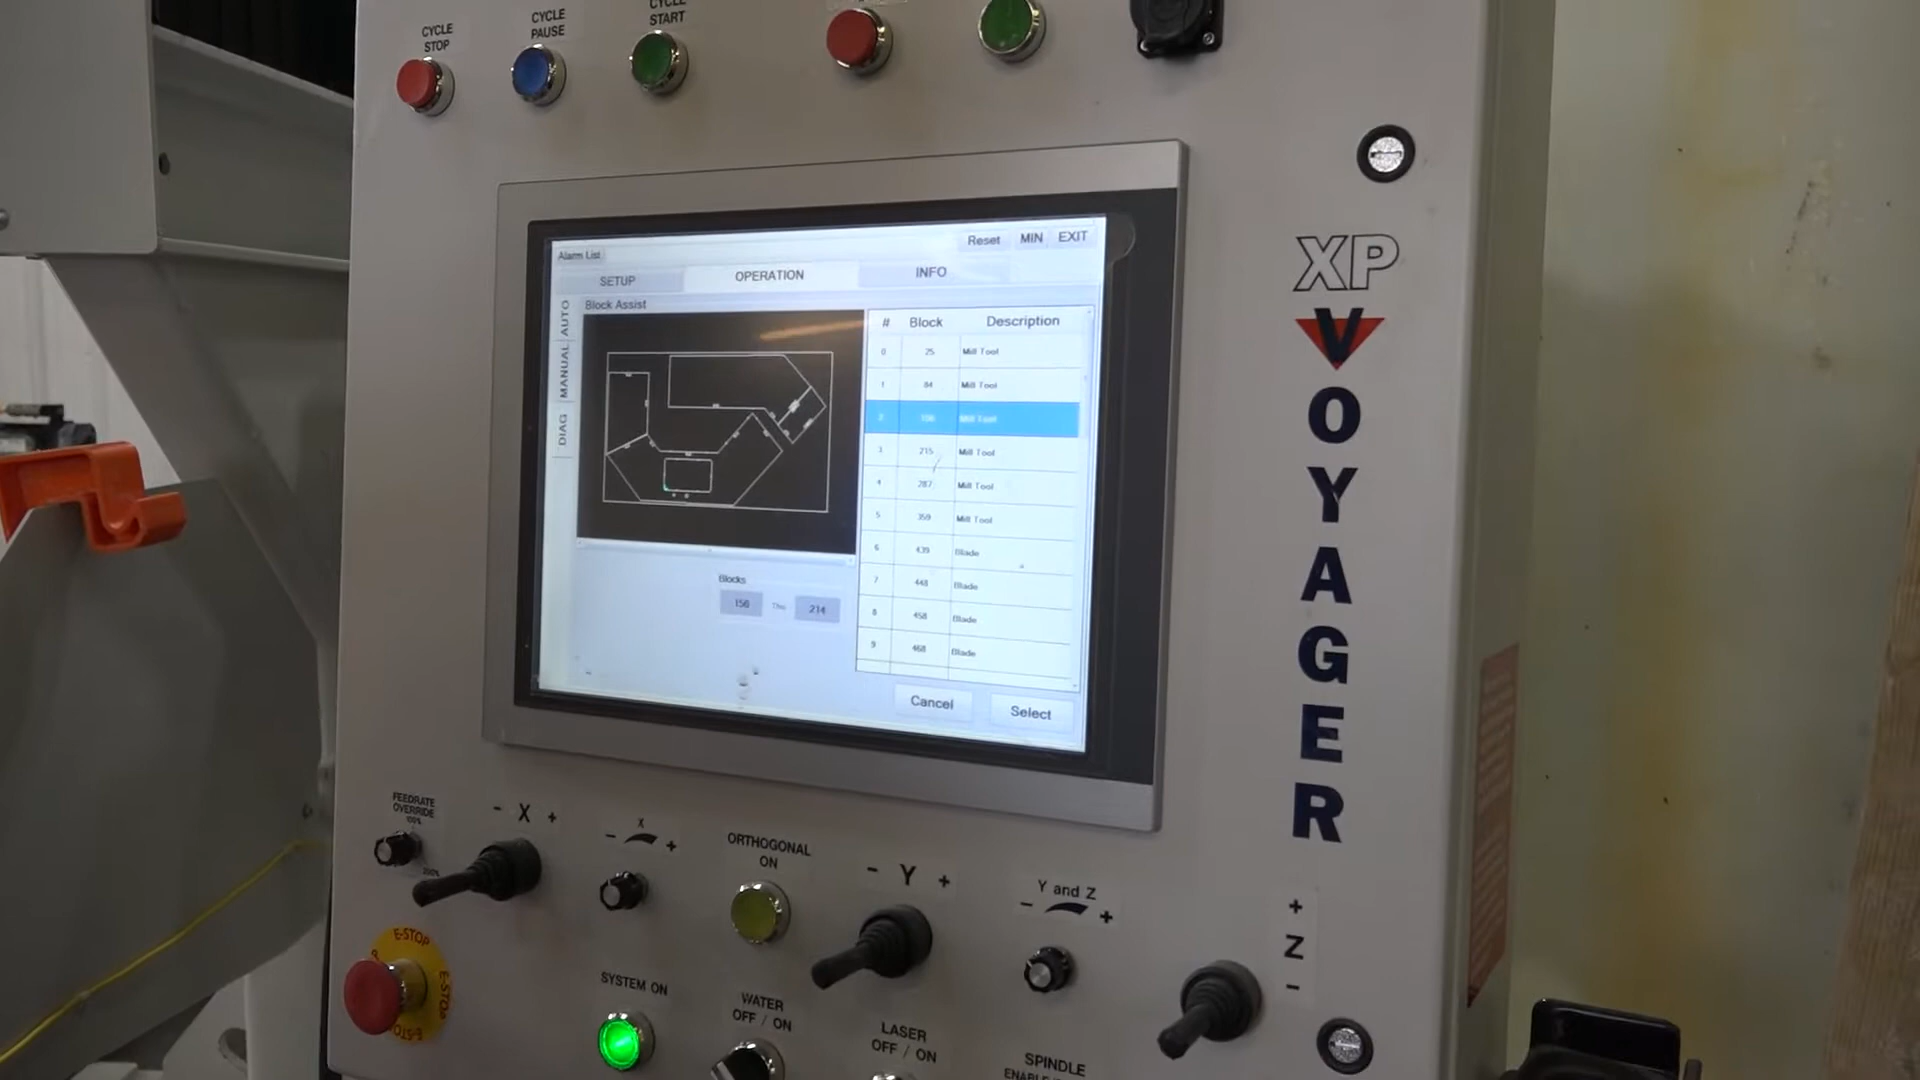 CYCLE
STOP
CYCLE
PAUSE
CYCLE
START
Alarm List
Reset
MIN
EXIT
SETUP
OPERATION
INFO
AUTO
MANUAL
DIAG
Block Assist
# Block Description
0 25 Mill Tool
1 84 Mill Tool
2 156 Mill Tool
3 215 Mill Tool
4 287 Mill Tool
5 359 Mill Tool
6 439 Blade
7 448 Blade
8 458 Blade
9 468 Blade
Blocks
156 Thru 214
Cancel
Select
XP
VOYAGER
FEEDRATE
OVERRIDE
100%
200%
- X +
X
- +
ORTHOGONAL
ON
- Y +
Y and Z
- +
+
Z
-
E-STOP
E-STOP
E-STOP
SYSTEM ON
WATER
OFF / ON
LASER
OFF / ON
SPINDLE